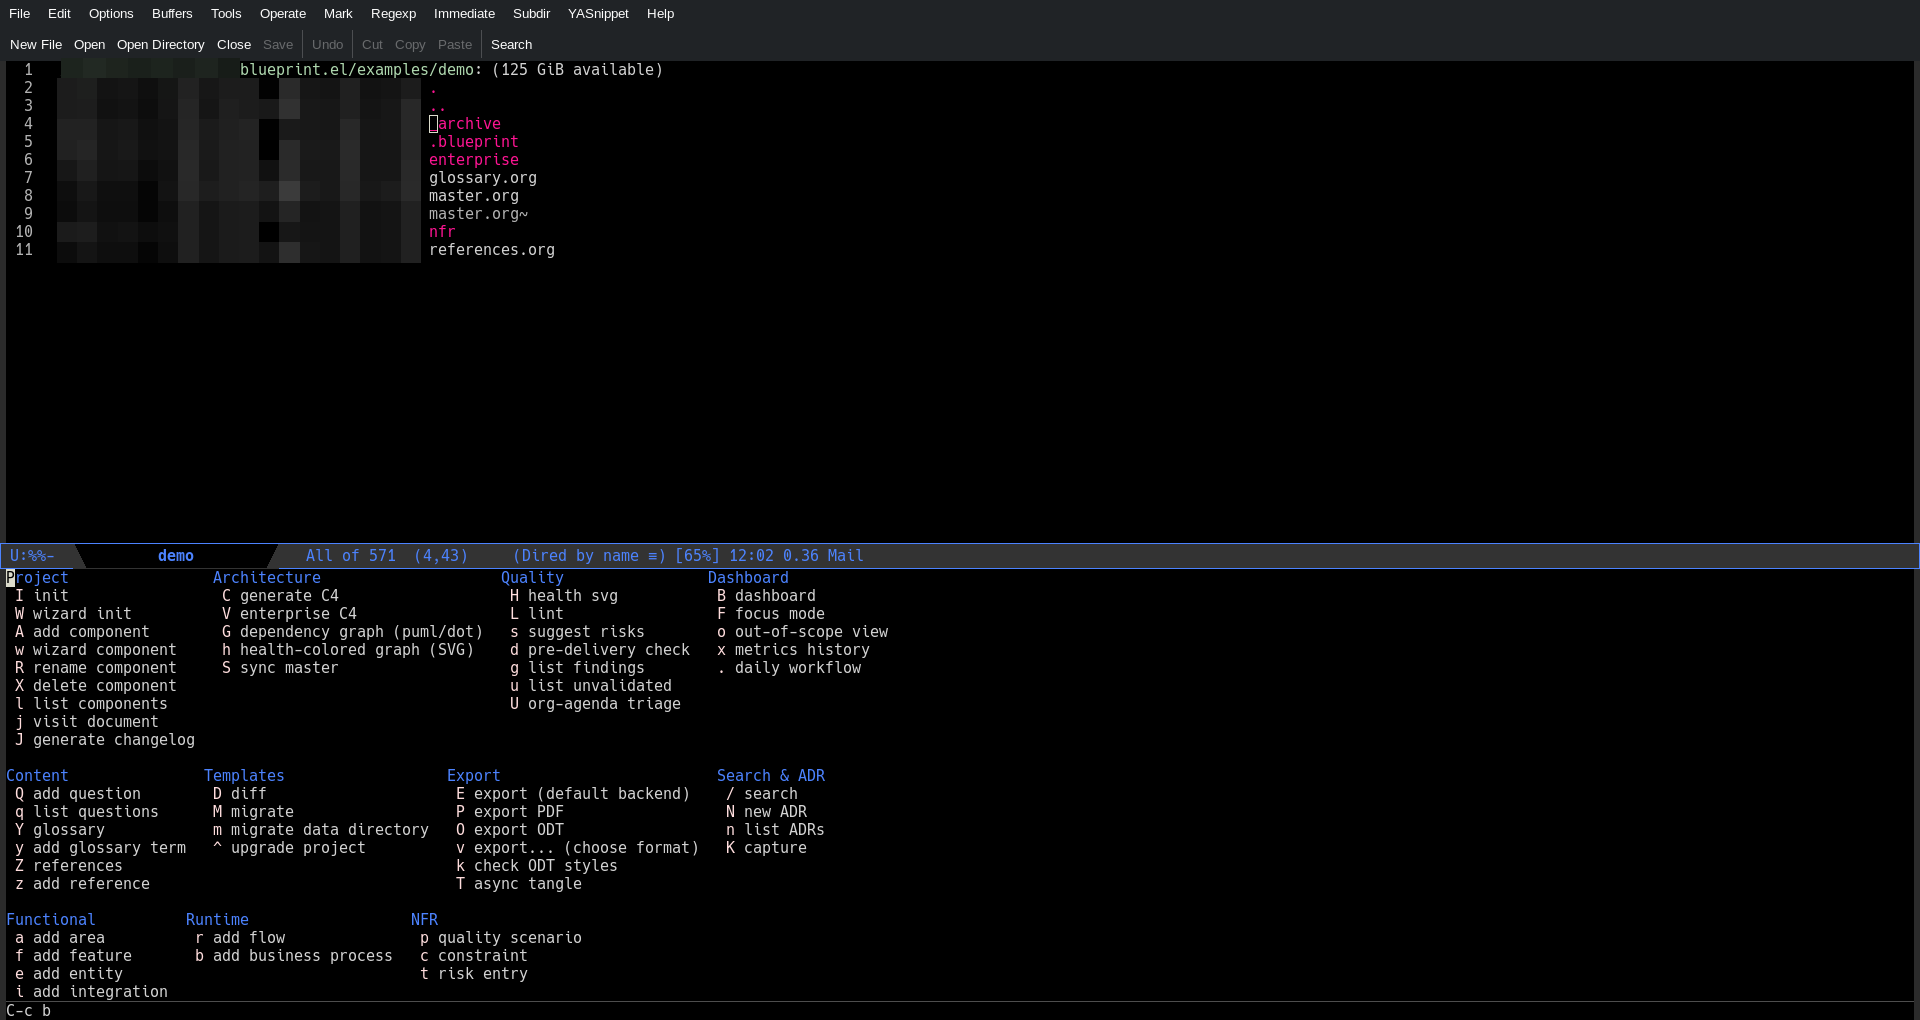 File Edit Options Buffers Tools Operate Mark Regexp Immediate Subdir YASnippet Help
New File Open Open Directory Close Save Undo Cut Copy Paste Search
1 blueprint.el/examples/demo: (125 GiB available)
2 .
3 ..
4 _archive
5 .blueprint
6 enterprise
7 glossary.org
8 master.org
9 master.org~
10 nfr
11 references.org
U:%%- demo All of 571 (4,43) (Dired by name ≡) [65%] 12:02 0.36 Mail
Project Architecture Quality Dashboard
I init C generate C4 H health svg B dashboard
W wizard init V enterprise C4 L lint F focus mode
A add component G dependency graph (puml/dot) s suggest risks o out-of-scope view
w wizard component h health-colored graph (SVG) d pre-delivery check x metrics history
R rename component S sync master g list findings . daily workflow
X delete component u list unvalidated
l list components U org-agenda triage
j visit document
J generate changelog
Content Templates Export Search & ADR
Q add question D diff E export (default backend) / search
q list questions M migrate P export PDF N new ADR
Y glossary m migrate data directory O export ODT n list ADRs
y add glossary term ^ upgrade project v export... (choose format) K capture
Z references k check ODT styles
z add reference T async tangle
Functional Runtime NFR
a add area r add flow p quality scenario
f add feature b add business process c constraint
e add entity t risk entry
i add integration
C-c b